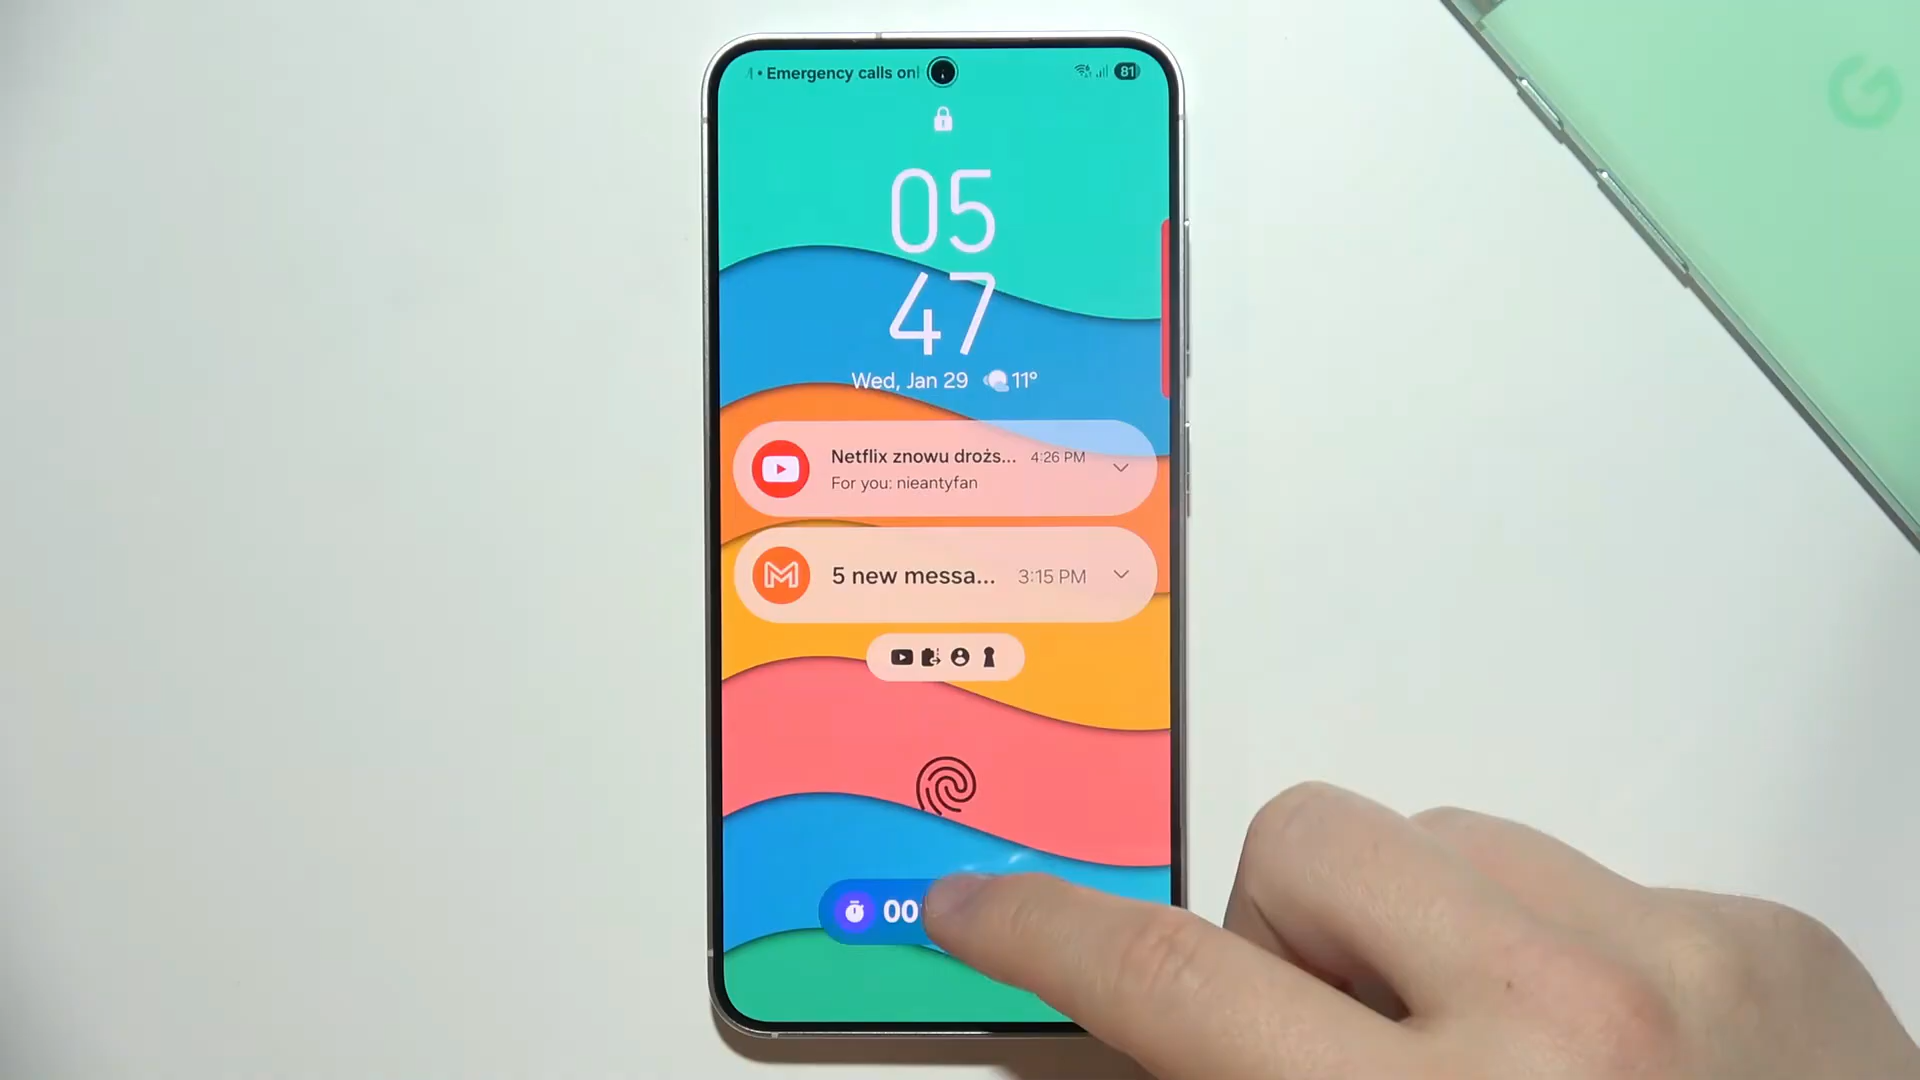 • Emergency calls onl
81
05
47
Wed, Jan 29 11°
Netflix znowu drożs... 4:26 PM
For you: nieantyfan
5 new messa... 3:15 PM
00